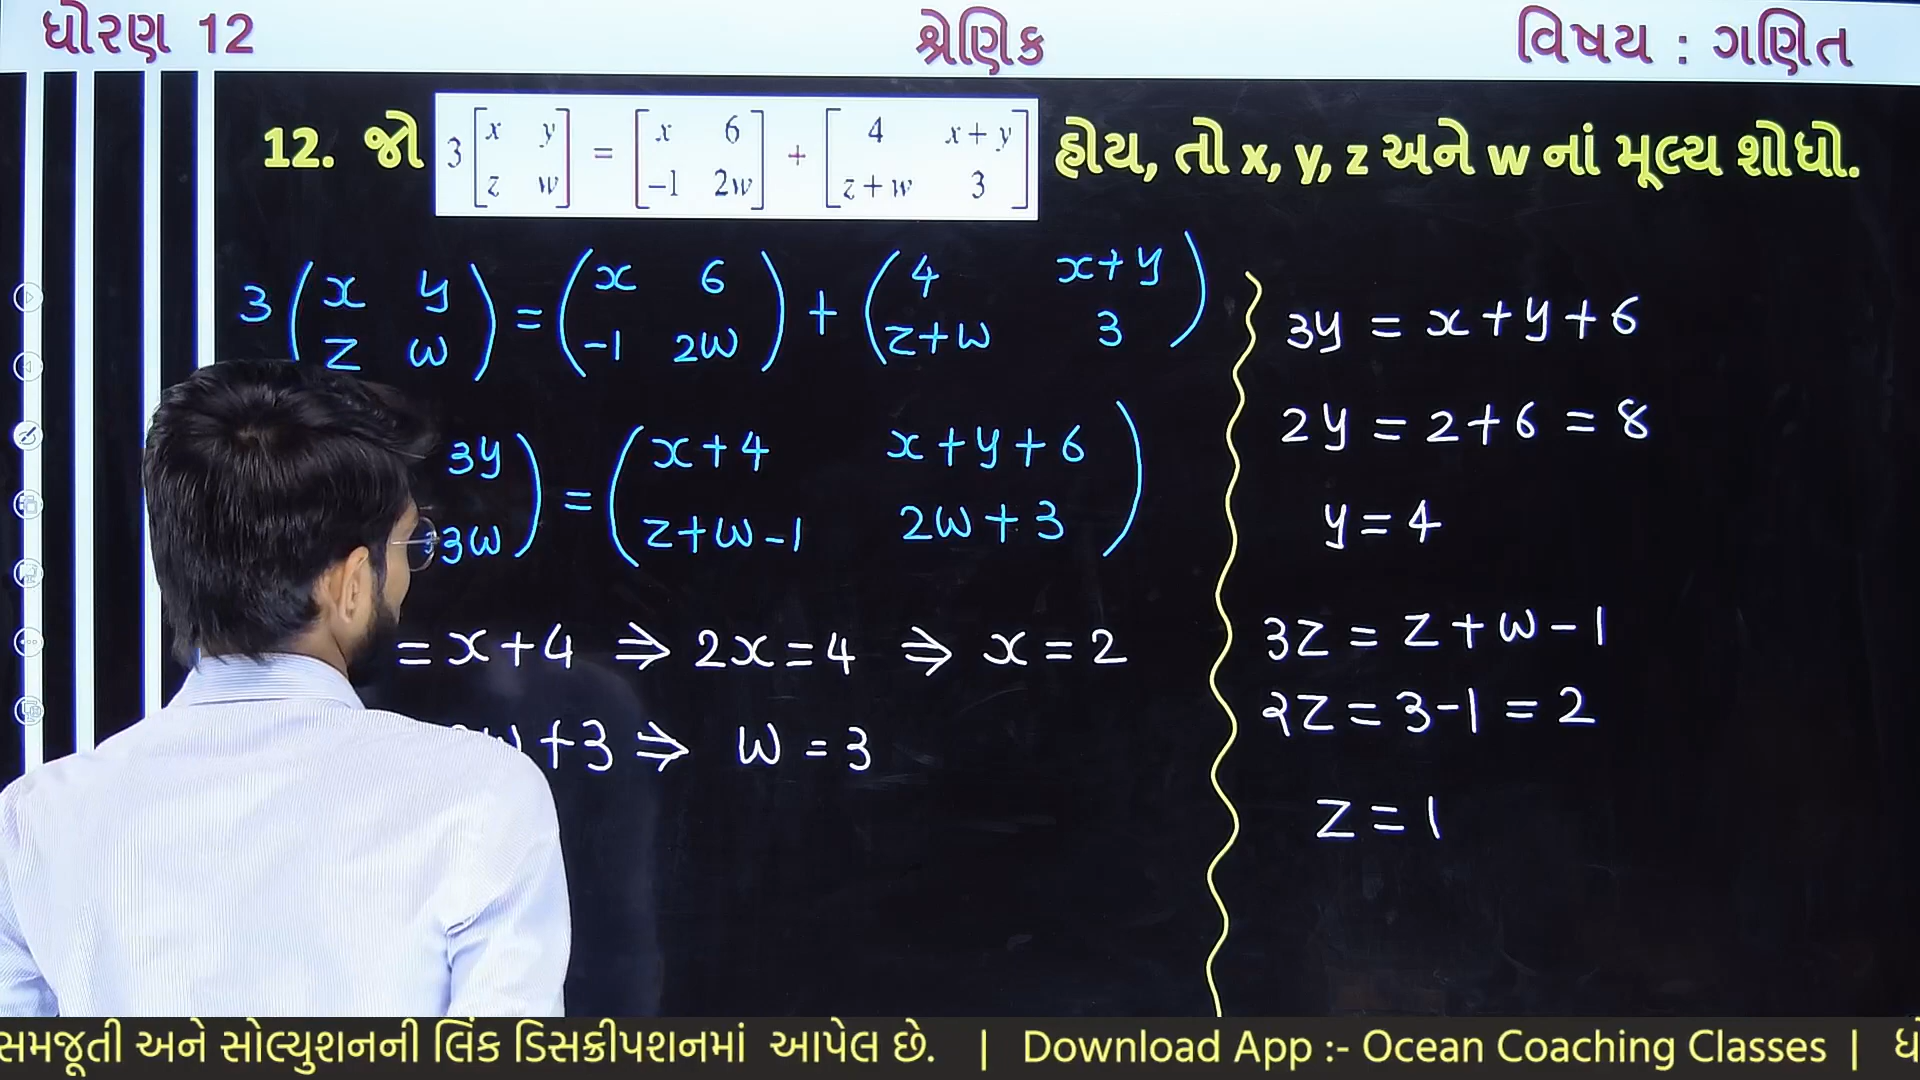 ધોરણ 12 શ્રેણિક વિષય : ગણિત
12. જો 3 [x y; z w] = [x 6; -1 2w] + [4 x+y; z+w 3] હોય, તો x, y, z અને w નાં મૂલ્ય શોધો.
3 (x y; z w) = (x 6; -1 2w) + (4 x+y; z+w 3)
3y) = (x+4 x+y+6
3w) z+w-1 2w+3)
= x+4 ⇒ 2x=4 ⇒ x=2
+3 ⇒ w=3
3y = x+y+6
2y = 2+6 = 8
y=4
3z = z+w-1
2z = 3-1 = 2
z=1
સમજૂતી અને સોલ્યુશનની લિંક ડિસક્રીપશનમાં આપેલ છે. | Download App :- Ocean Coaching Classes |